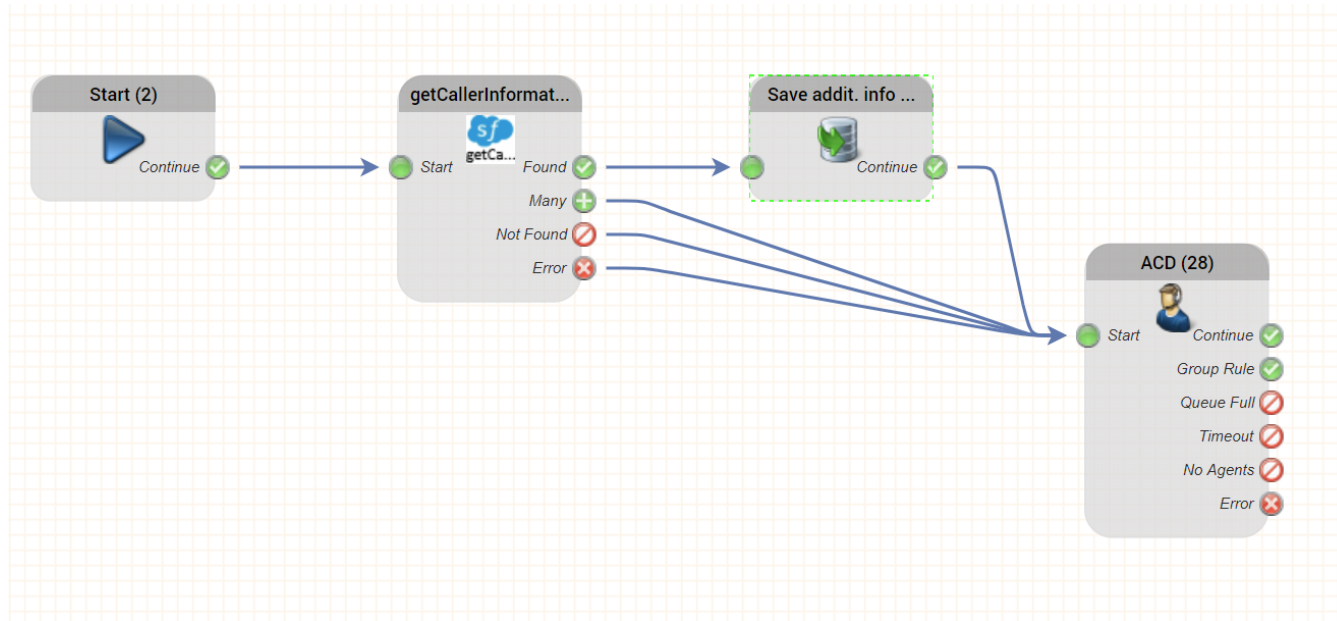 Start (2)
Continue
getCallerInformat...
sf
getCa...
Start
Found
Many
Not Found
Error
Save addit. info ...
Continue
ACD (28)
Start
Continue
Group Rule
Queue Full
Timeout
No Agents
Error